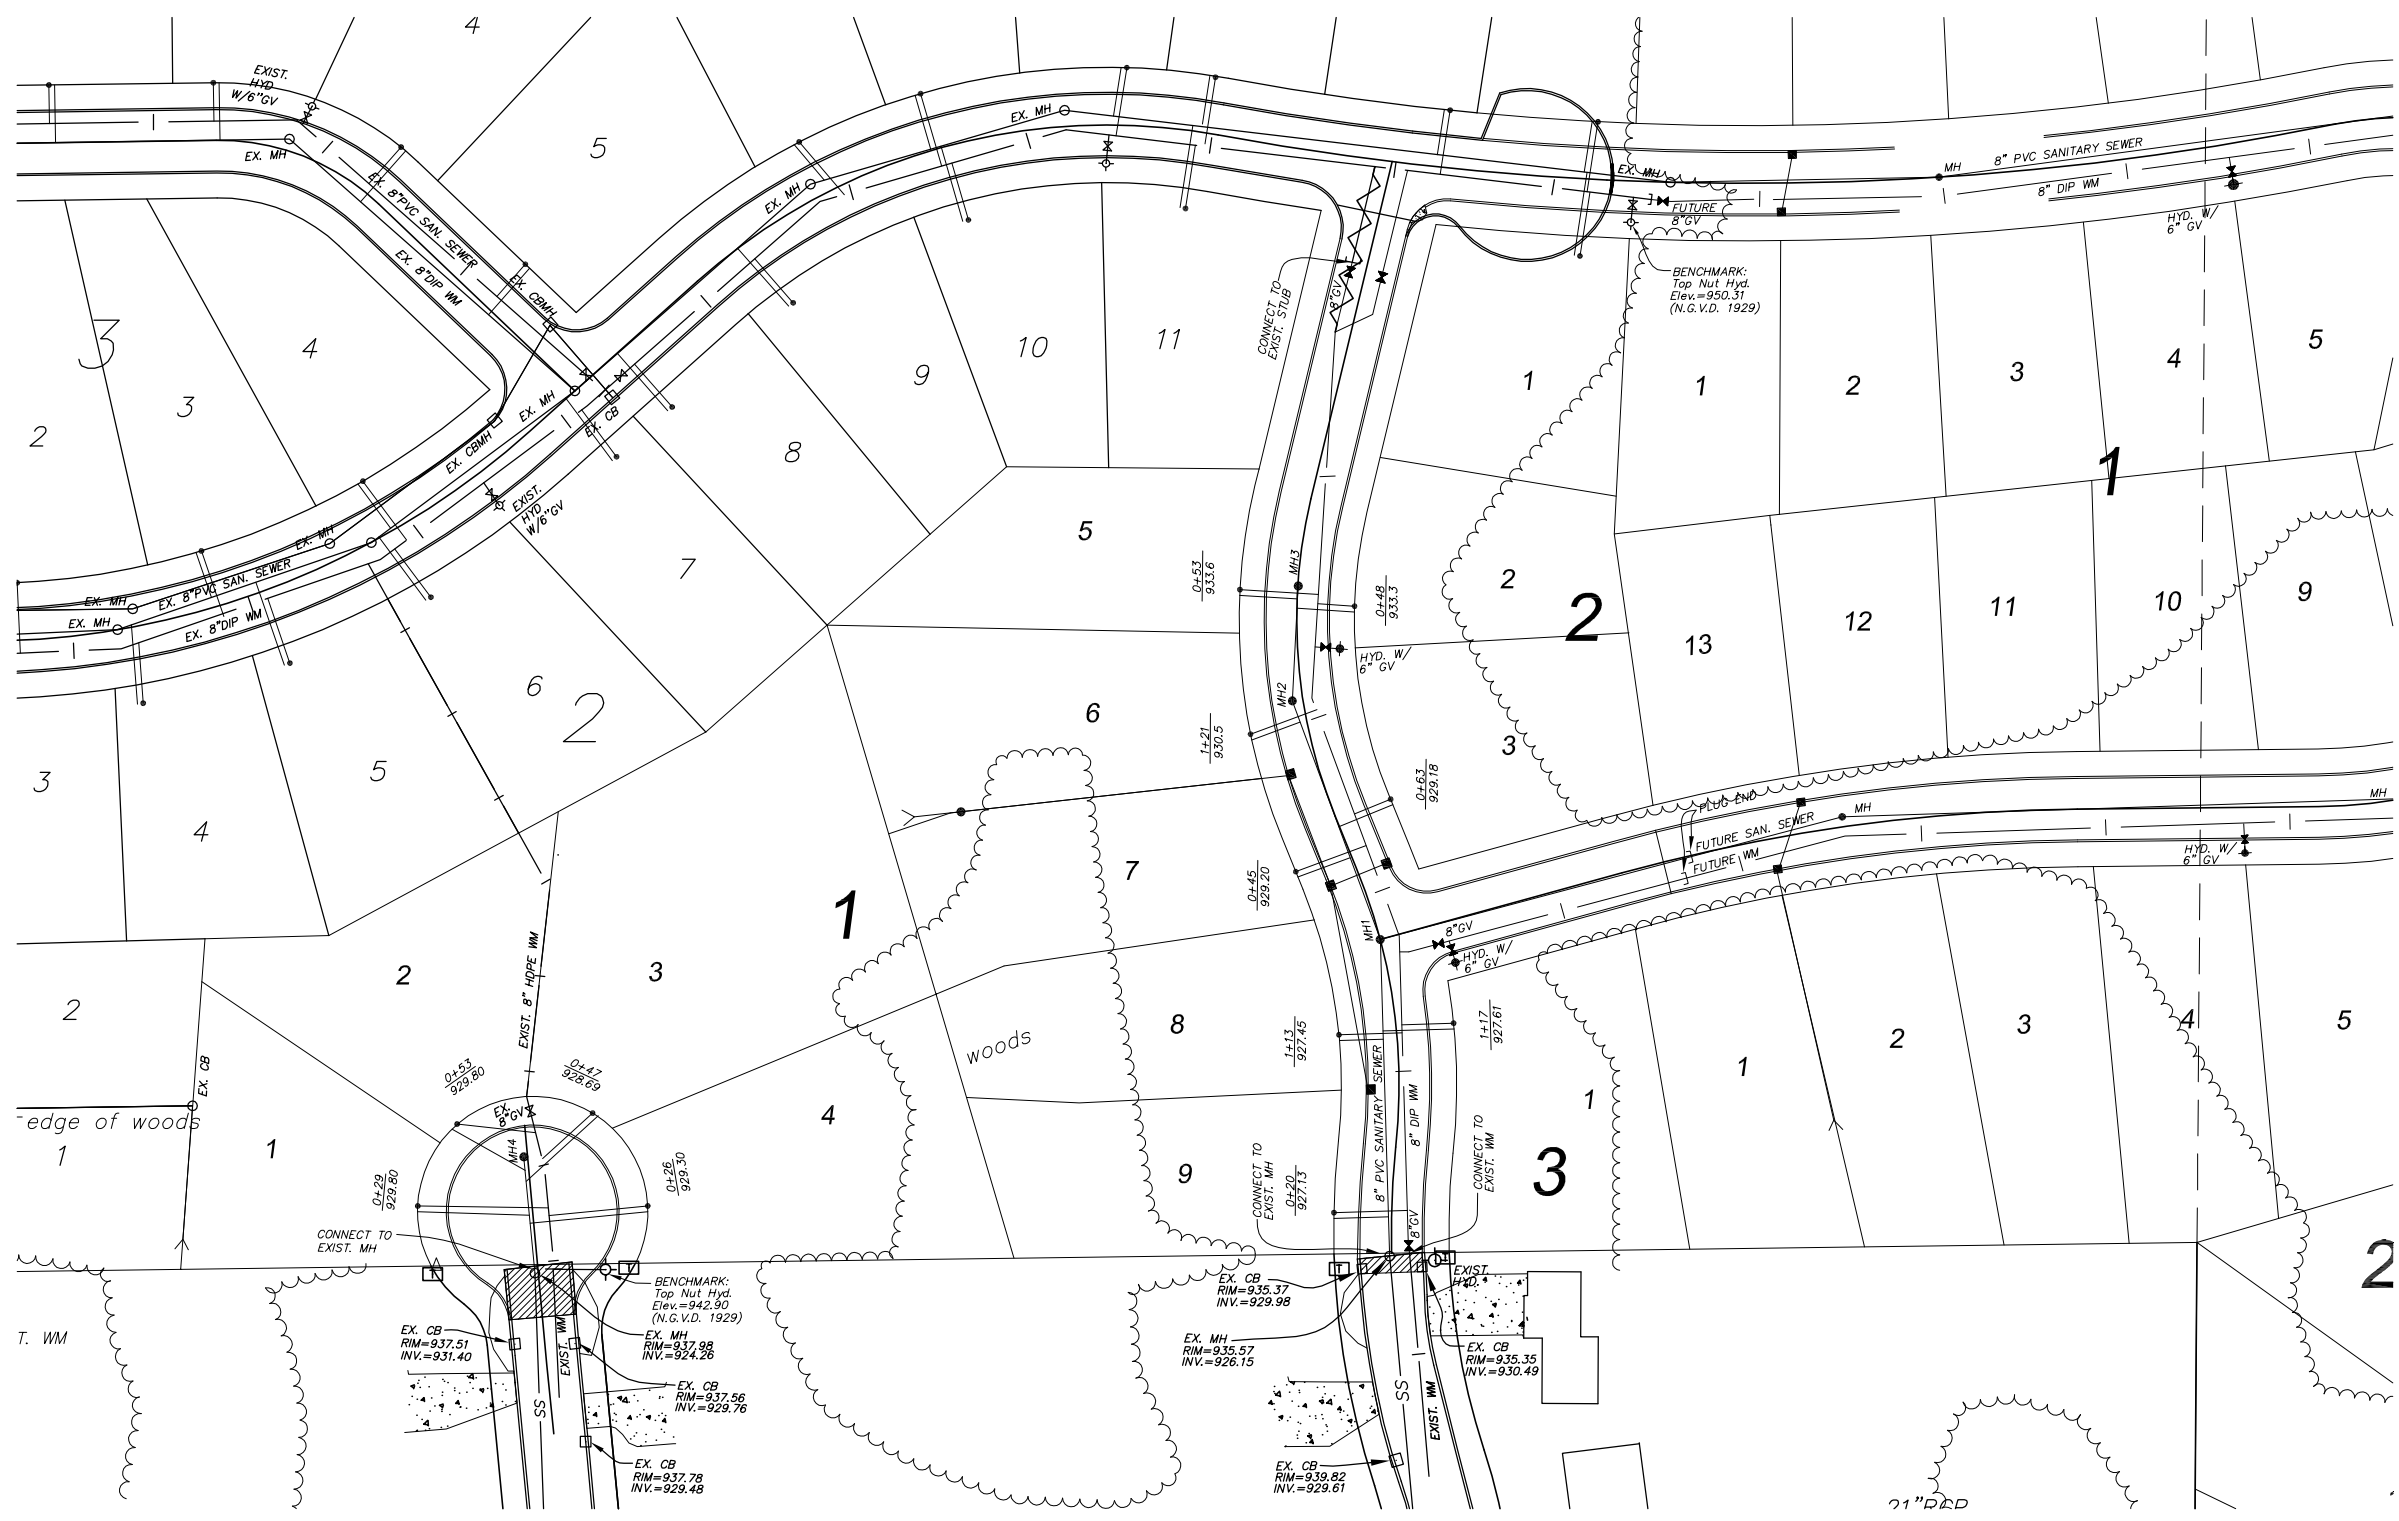 4
EXIST.
HYD
W/6"GV
EX. MH
5
EX. MH
EX. MH
EX. MH
MH
8" PVC SANITARY SEWER
8" DIP WM
FUTURE
8"GV
HYD. W/
6" GV
EX. 8"PVC SAN. SEWER
EX. 8"DIP WM
EX. CBMH
BENCHMARK:
Top Nut Hyd.
Elev.=950.31
(N.G.V.D. 1929)
CONNECT TO
EXIST. STUB
8"GV
3
4
3
2
9
10
11
1
1
2
3
4
5
EX. MH
EX. CB
EX. CBMH
8
1
EXIST.
HYD
W/6"GV
EX. MH
5
7
EX. MH
EX. 8"PVC SAN. SEWER
EX. MH
EX. 8"DIP WM
0+53
933.6
MH3
0+48
933.3
2
2
13
12
11
10
9
HYD. W/
6" GV
6
2
6
MH2
1+21
930.5
3
3
5
4
0+63
929.18
PLUG END
MH
MH
FUTURE SAN. SEWER
FUTURE WM
HYD. W/
6" GV
7
0+45
929.20
1
MH1
8"GV
HYD. W/
6" GV
2
3
EXIST. 8" HDPE WM
2
8
woods
1+13
927.45
1+17
927.61
2
3
4
5
1
1
EX. CB
0+53
929.80
0+47
928.69
EX.
8"GV
edge of woods
1
1
4
MH4
8" PVC SANITARY SEWER
8" DIP WM
CONNECT TO
EXIST. WM
9
3
0+29
929.80
0+26
929.30
CONNECT TO
EXIST. MH
0+20
927.13
8"GV
CONNECT TO
EXIST. MH
T
T
T
T
2
BENCHMARK:
Top Nut Hyd.
Elev.=942.90
(N.G.V.D. 1929)
EX. CB
RIM=935.37
INV.=929.98
EXIST.
HYD.
T. WM
EX. CB
RIM=937.51
INV.=931.40
EXIST. WM
EX. MH
RIM=937.98
INV.=924.26
EX. MH
RIM=935.57
INV.=926.15
EX. CB
RIM=935.35
INV.=930.49
EX. CB
RIM=937.56
INV.=929.76
SS
SS
EXIST. WM
EX. CB
RIM=937.78
INV.=929.48
EX. CB
RIM=939.82
INV.=929.61
21"RCP